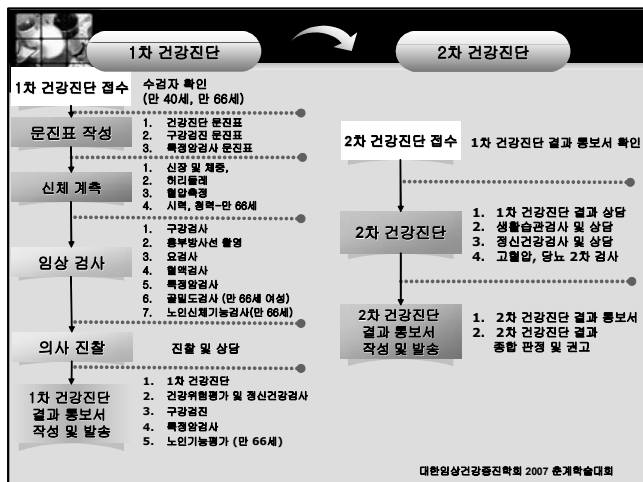 1차 건강진단
2차 건강진단
1차 건강진단 접수
수검자 확인
(만 40세, 만 66세)
문진표 작성
1. 건강진단 문진표
2. 구강검진 문진표
3. 특정암검사 문진표
신체 계측
1. 신장 및 체중,
2. 허리둘레
3. 혈압측정
4. 시력, 청력-만 66세
임상 검사
1. 구강검사
2. 흉부방사선 촬영
3. 요검사
4. 혈액검사
5. 특정암검사
6. 골밀도검사 (만 66세 여성)
7. 노인신체기능검사(만 66세)
의사 진찰
진찰 및 상담
1차 건강진단
결과 통보서
작성 및 발송
1. 1차 건강진단
2. 건강위험평가 및 정신건강검사
3. 구강검진
4. 특정암검사
5. 노인기능평가 (만 66세)
2차 건강진단 접수
1차 건강진단 결과 통보서 확인
2차 건강진단
1. 1차 건강진단 결과 상담
2. 생활습관검사 및 상담
3. 정신건강검사 및 상담
4. 고혈압, 당뇨 2차 검사
2차 건강진단
결과 통보서
작성 및 발송
1. 2차 건강진단 결과 통보서
2. 2차 건강진단 결과
종합 판정 및 권고
대한임상건강증진학회 2007 춘계학술대회